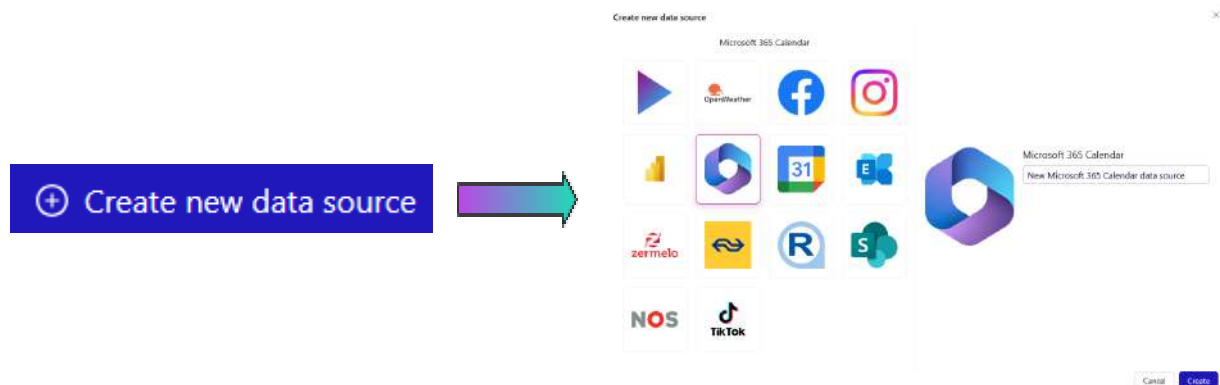 Create new data source
Create new data source
Microsoft 365 Calendar
OpenWeather
31
E
zermelo
R
S
NOS
TikTok
Microsoft 365 Calendar
New Microsoft 365 Calendar data source
Cancel
Create